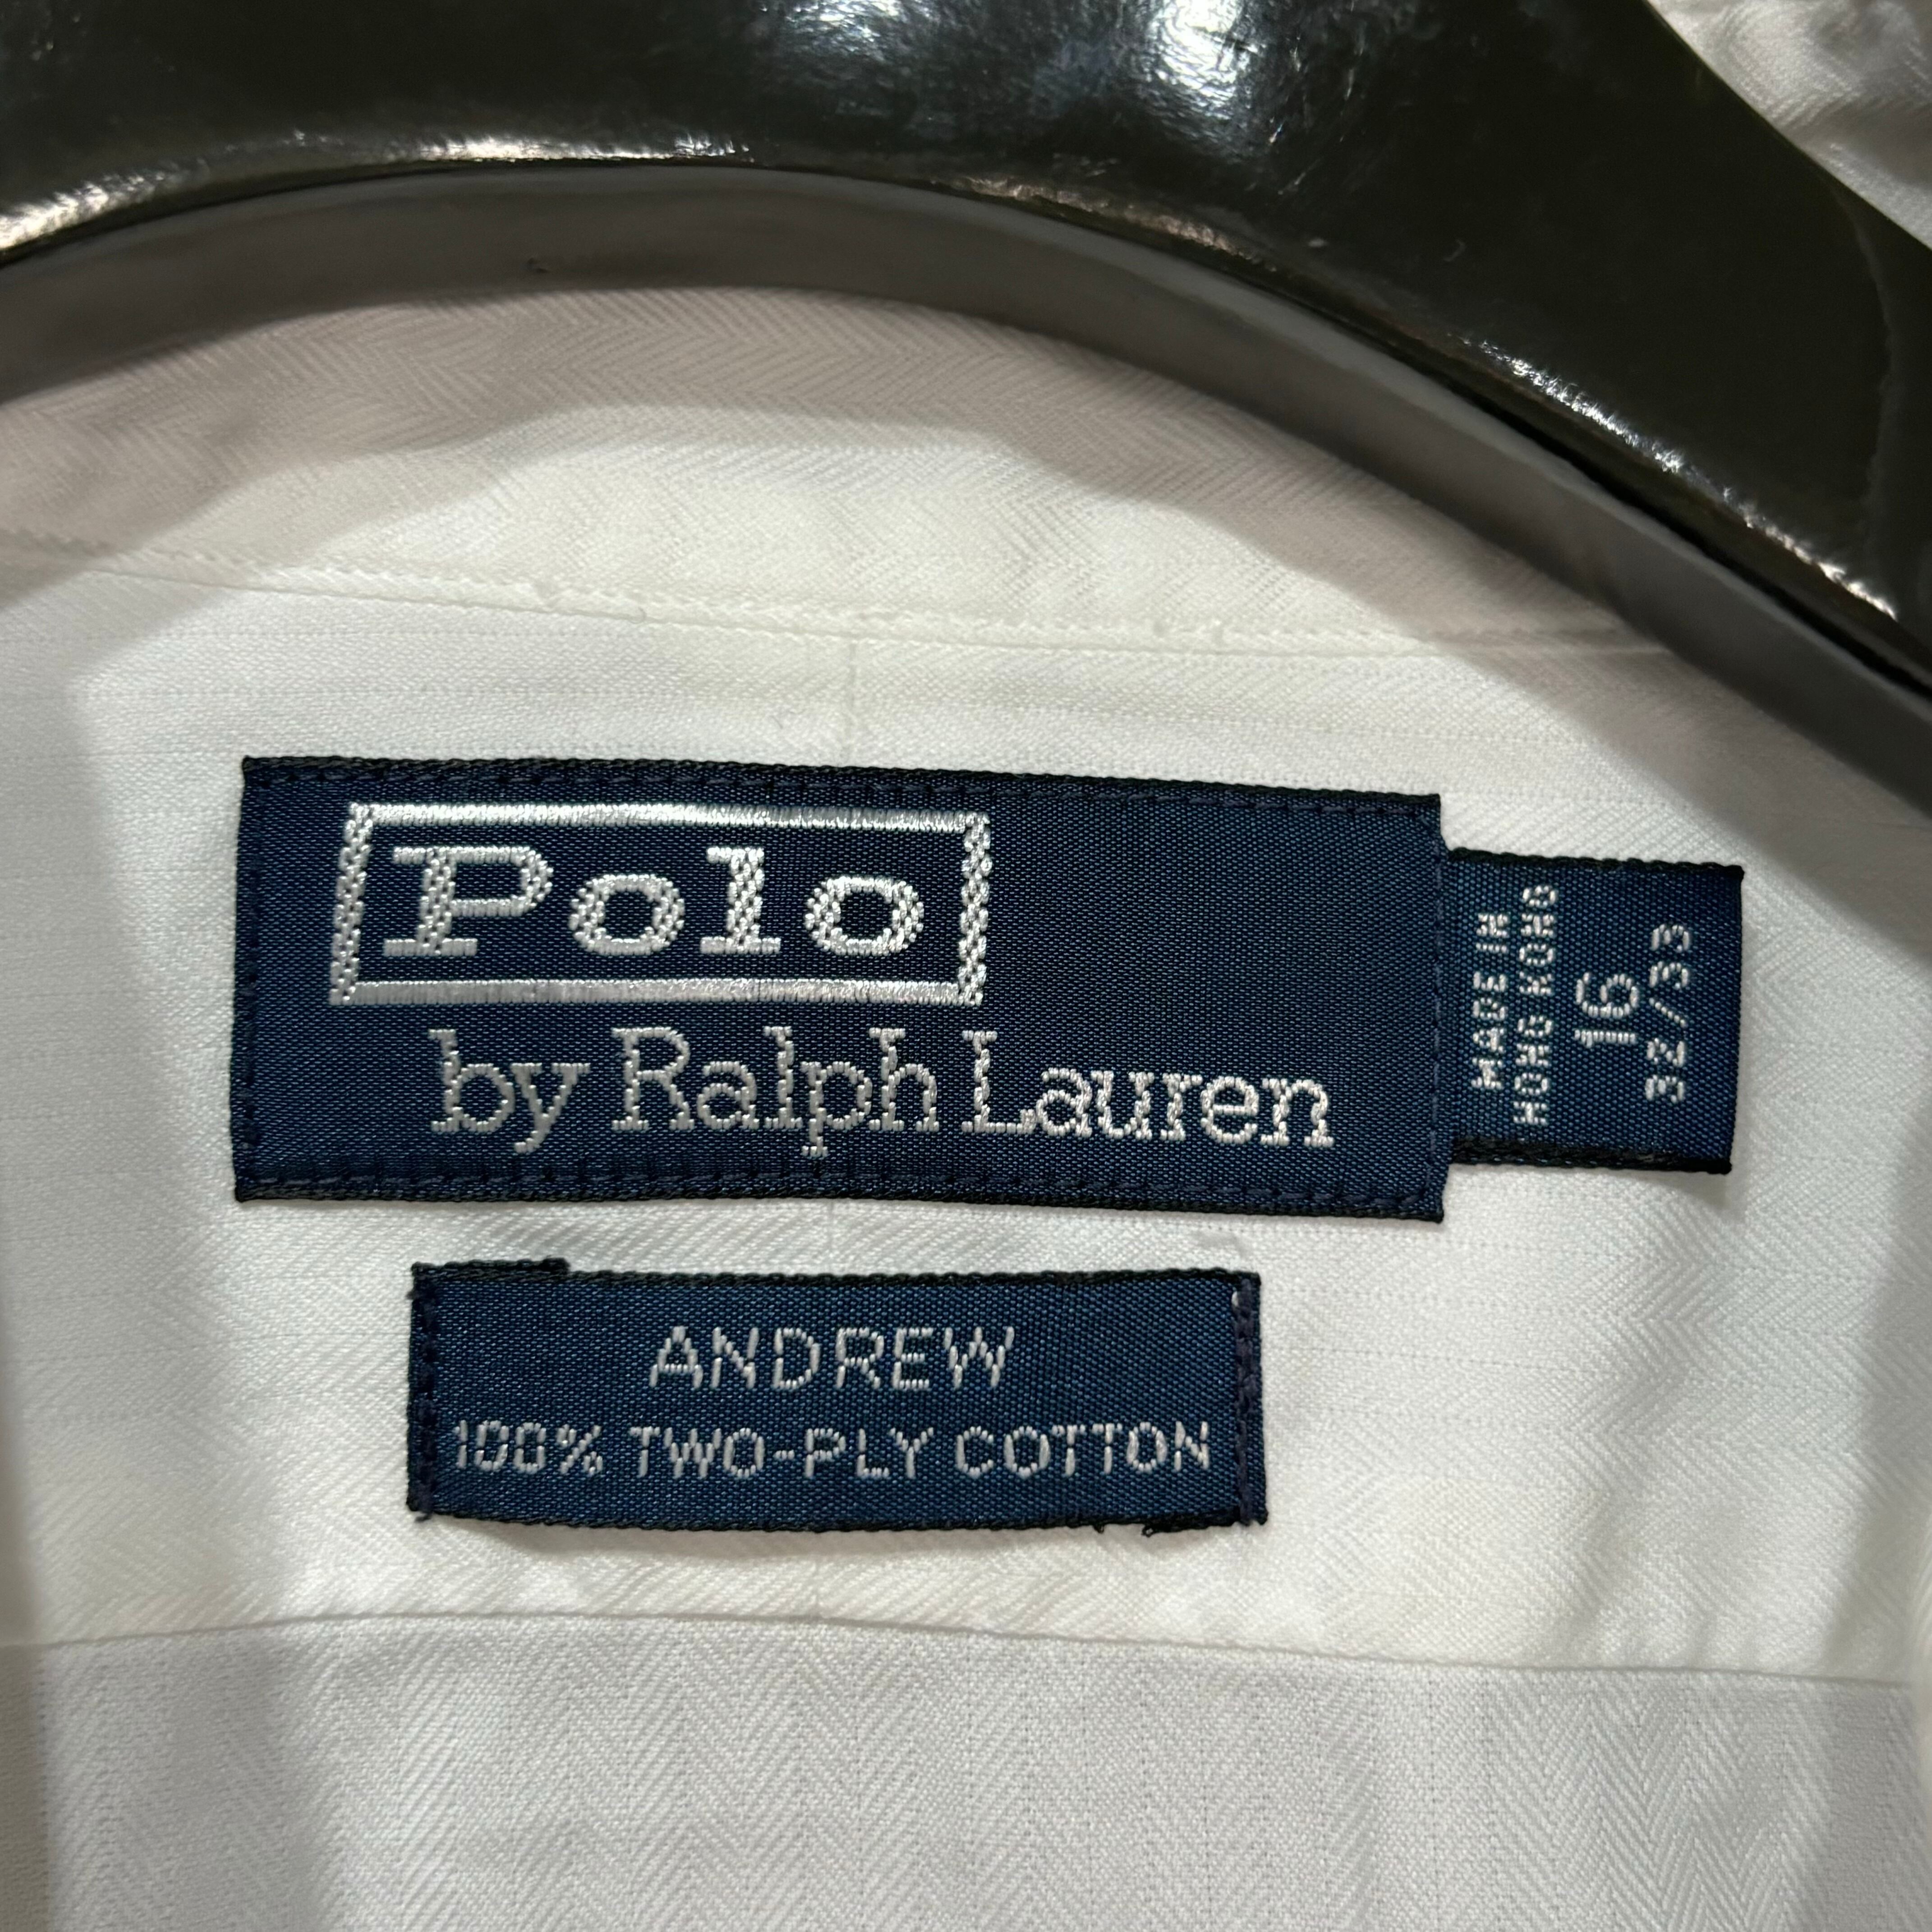 Polo
by Ralph Lauren
MADE IN
HONG KONG
16
32/33
ANDREW
100% TWO-PLY COTTON